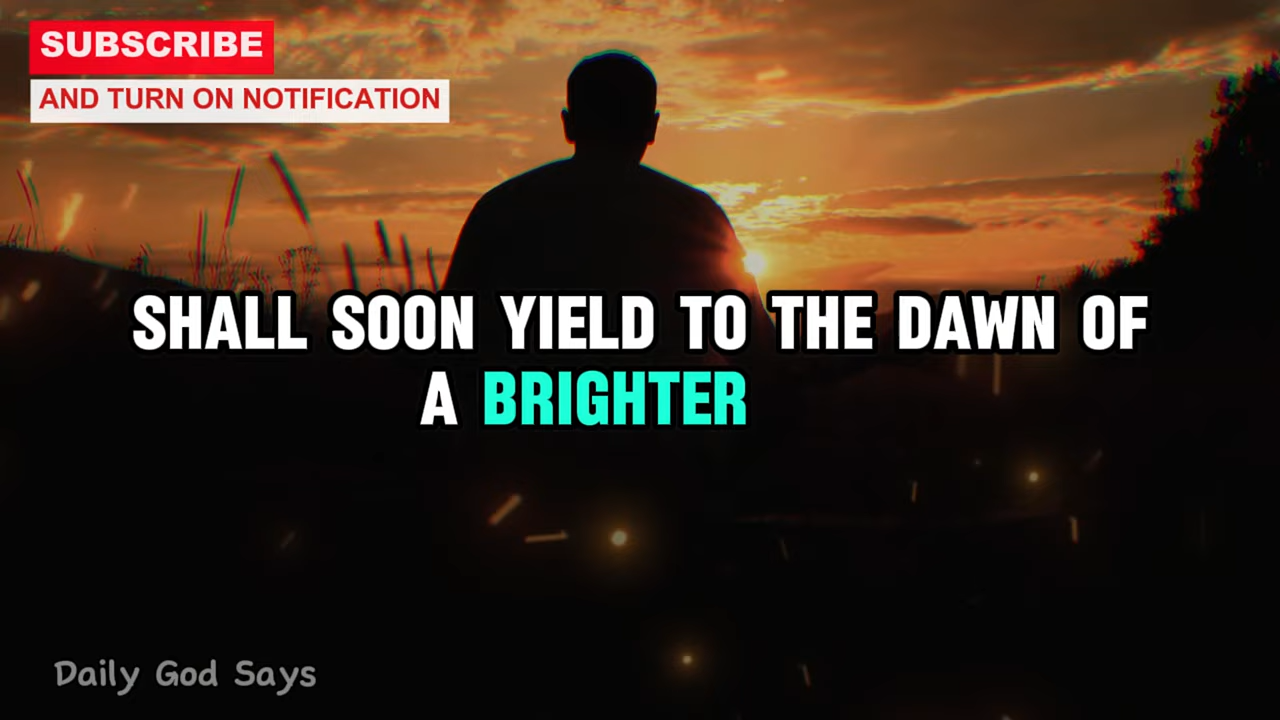 SUBSCRIBE
AND TURN ON NOTIFICATION
SHALL SOON YIELD TO THE DAWN OF
A BRIGHTER
Daily God Says